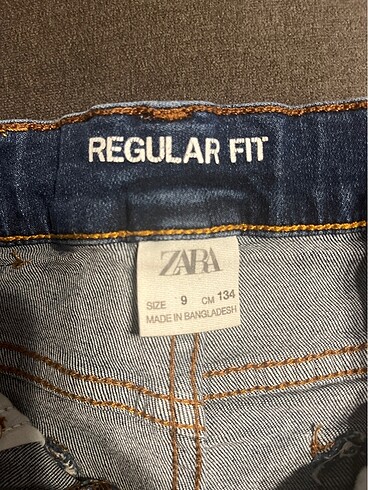 REGULAR FIT
ZARA
SIZE 9 CM 134
MADE IN BANGLADESH